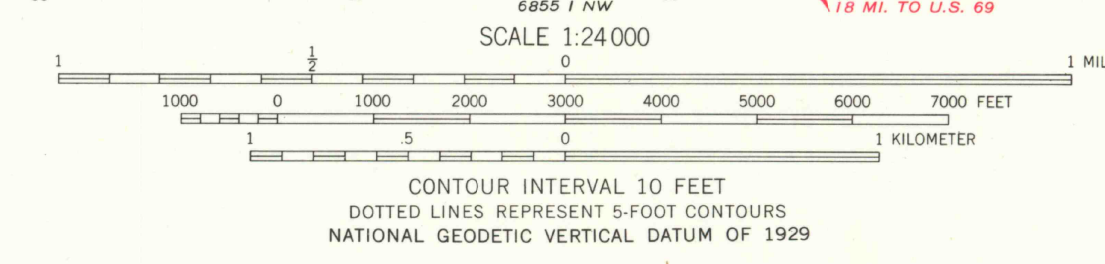 6855 I NW
18 MI. TO U.S. 69
SCALE 1:24 000
1 1/2 0 1
1000 0 1000 2000 3000 4000 5000 6000 7000 FEET
1 .5 0 1 KILOMETER
CONTOUR INTERVAL 10 FEET
DOTTED LINES REPRESENT 5-FOOT CONTOURS
NATIONAL GEODETIC VERTICAL DATUM OF 1929